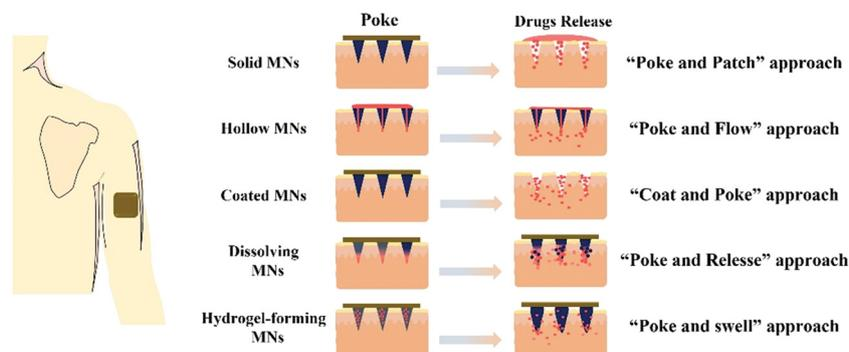 Poke
Drugs Release
Solid MNs
“Poke and Patch” approach
Hollow MNs
“Poke and Flow” approach
Coated MNs
“Coat and Poke” approach
Dissolving
MNs
“Poke and Relesse” approach
Hydrogel-forming
MNs
“Poke and swell” approach